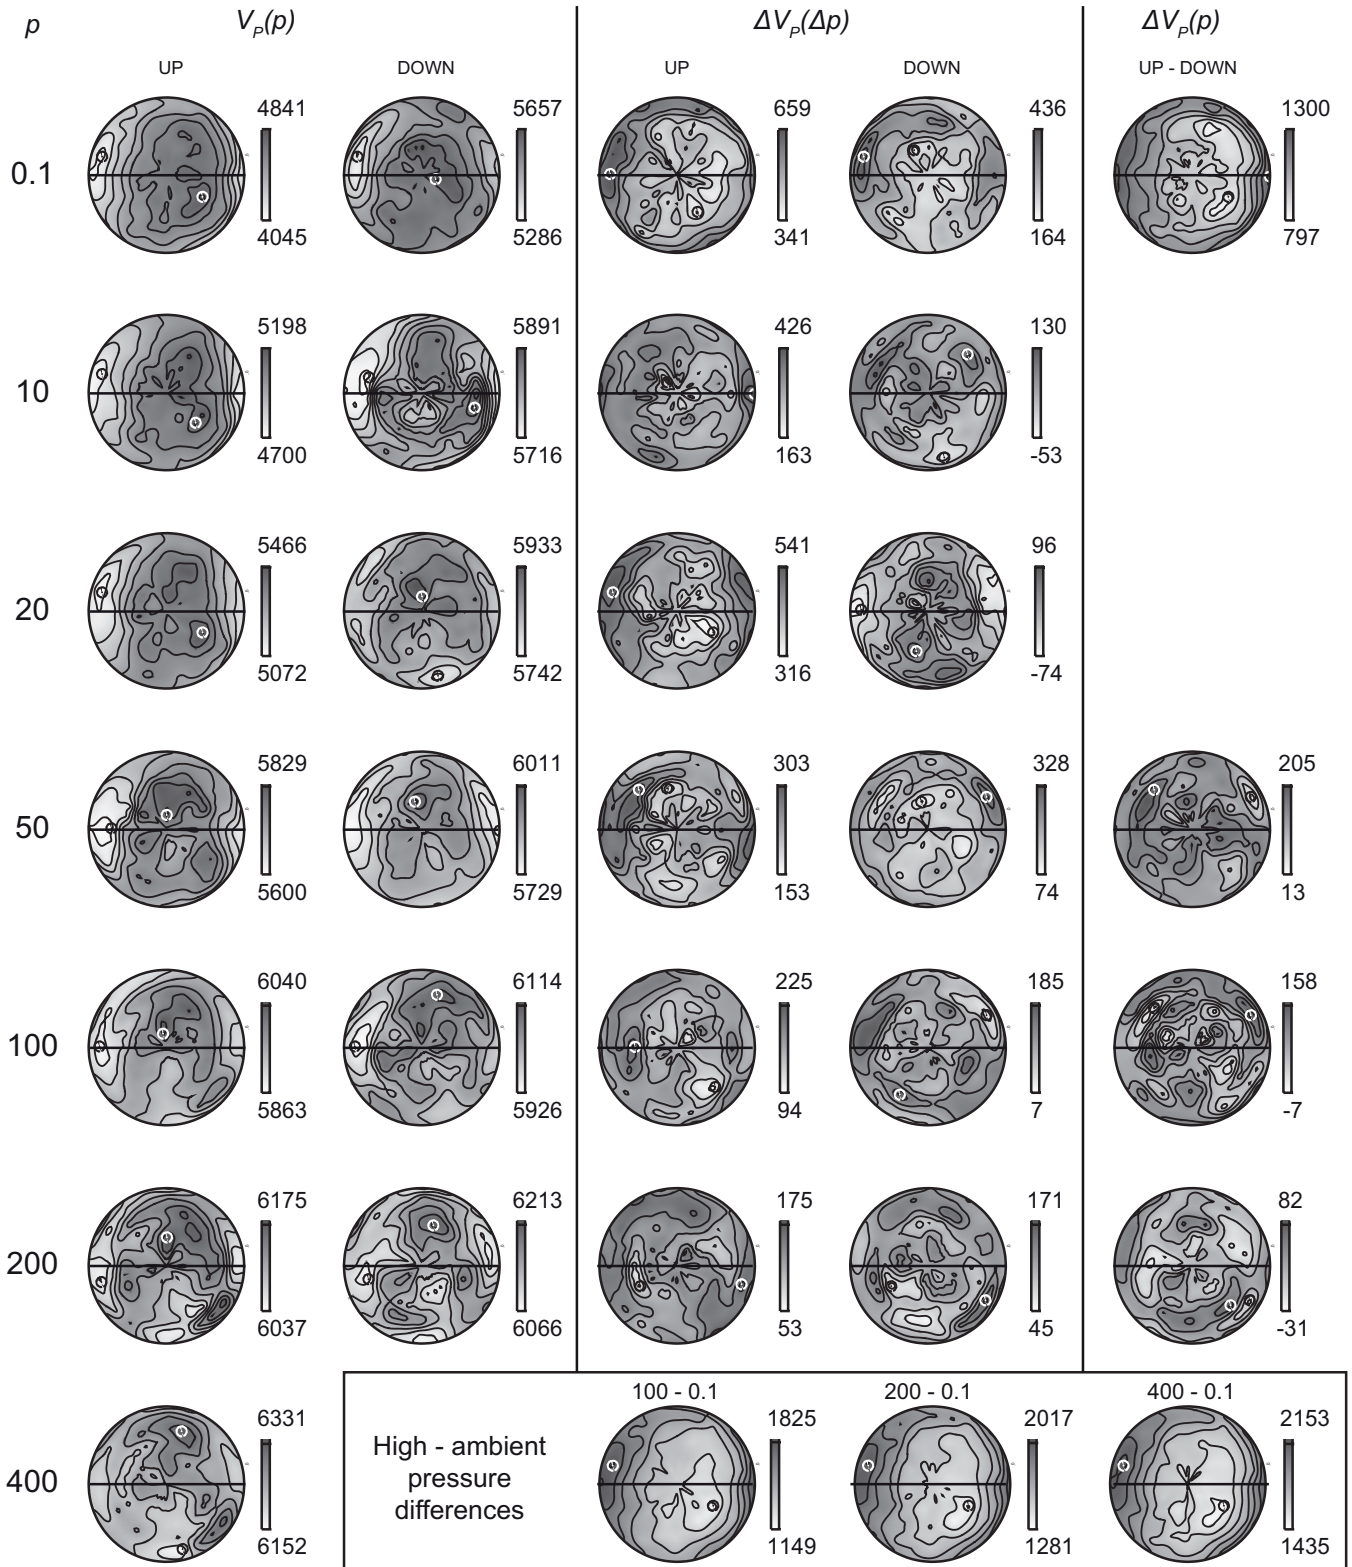 p V_P(p) ΔV_P(Δp) ΔV_P(p)
UP DOWN UP DOWN UP - DOWN
4841 5657 659 436 1300
0.1
4045 5286 341 164 797
5198 5891 426 130
10
4700 5716 163 -53
5466 5933 541 96
20
5072 5742 316 -74
5829 6011 303 328 205
50
5600 5729 153 74 13
6040 6114 225 185 158
100
5863 5926 94 7 -7
6175 6213 175 171 82
200
6037 6066 53 45 -31
100 - 0.1 200 - 0.1 400 - 0.1
6331 1825 2017 2153
400
High - ambient
pressure
differences
6152 1149 1281 1435